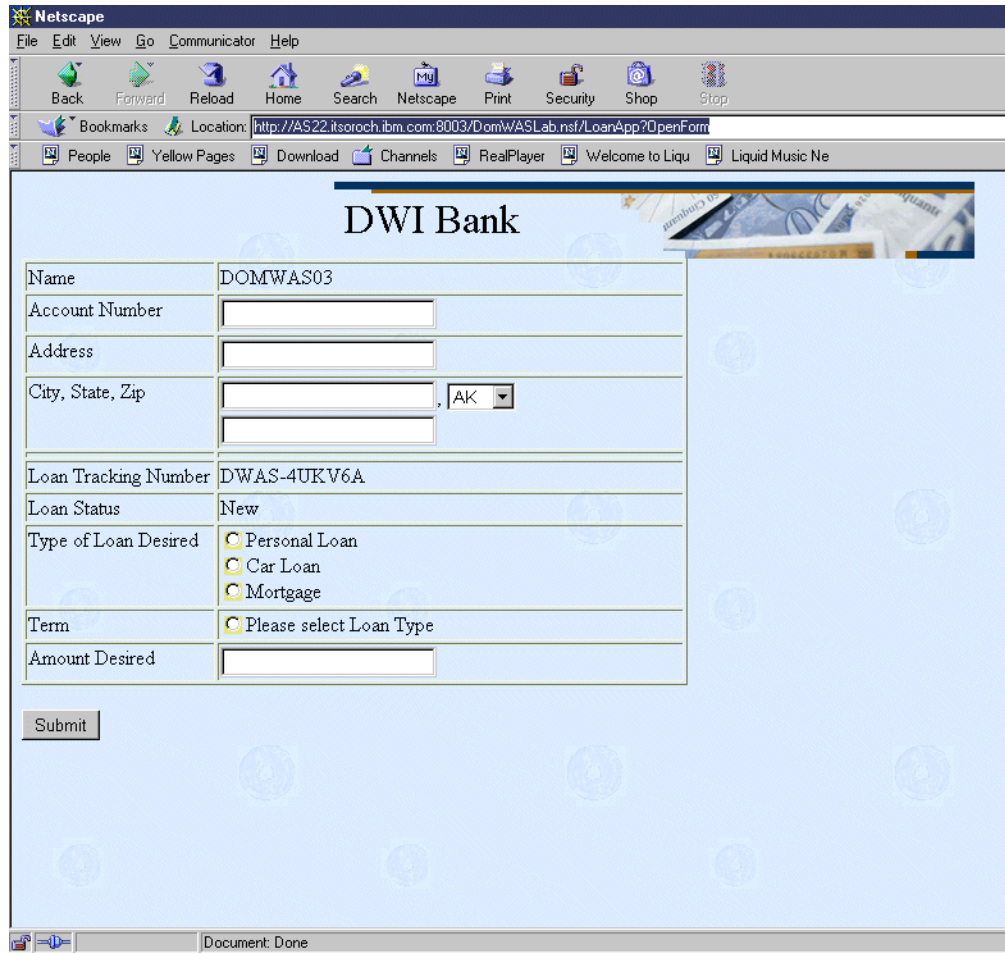 Netscape
File Edit View Go Communicator Help
Back Forward Reload Home Search Netscape Print Security Shop Stop
Bookmarks Location: http://AS22.itsoroch.ibm.com:8003/DomWASLab.nsf/LoanApp?OpenForm
People Yellow Pages Download Channels RealPlayer Welcome to Liqu Liquid Music Ne
DWI Bank
Name DOMWAS03
Account Number
Address
City, State, Zip , AK
Loan Tracking Number DWAS-4UKV6A
Loan Status New
Type of Loan Desired Personal Loan
Car Loan
Mortgage
Term Please select Loan Type
Amount Desired
Submit
Document: Done